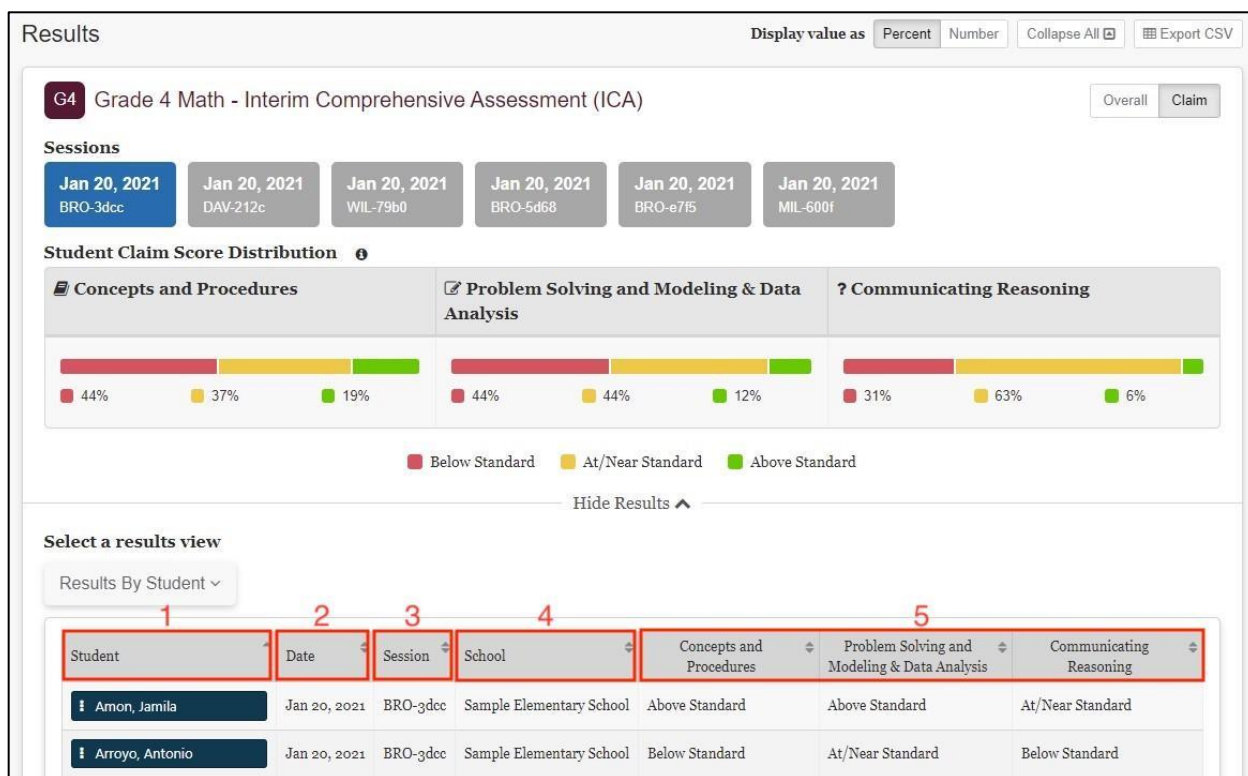 Results
Display value as Percent Number Collapse All Export CSV
G4 Grade 4 Math - Interim Comprehensive Assessment (ICA)
Overall Claim
Sessions
Jan 20, 2021 Jan 20, 2021 Jan 20, 2021 Jan 20, 2021 Jan 20, 2021 Jan 20, 2021
BRO-3dcc DAV-212c WIL-79b0 BRO-5d68 BRO-e7f5 MIL-600f
Student Claim Score Distribution
Concepts and Procedures
Problem Solving and Modeling & Data
Analysis
? Communicating Reasoning
44% 37% 19% 44% 44% 12% 31% 63% 6%
Below Standard At/Near Standard Above Standard
Hide Results
Select a results view
Results By Student
1 2 3 4 5
Student Date Session School
Concepts and
Procedures
Problem Solving and
Modeling & Data Analysis
Communicating
Reasoning
Amon, Jamila Jan 20, 2021 BRO-3dcc Sample Elementary School Above Standard Above Standard At/Near Standard
Arroyo, Antonio Jan 20, 2021 BRO-3dcc Sample Elementary School Below Standard At/Near Standard Below Standard